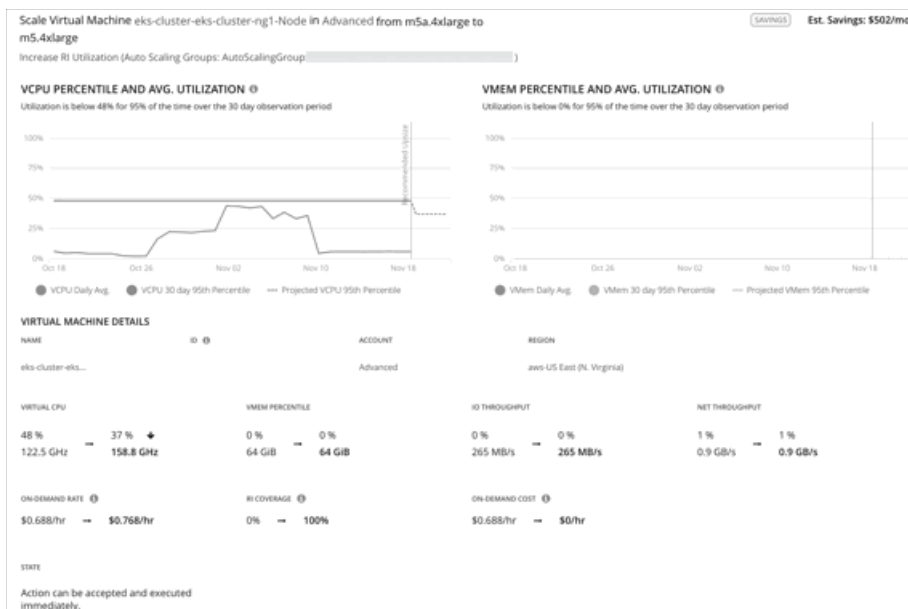 Scale Virtual Machine eks-cluster-eks-cluster-ng1-Node in Advanced from m5a.4xlarge to
m5.4xlarge
SAVINGS Est. Savings: $502/mo
Increase RI Utilization (Auto Scaling Groups: AutoScalingGroup )
VCPU PERCENTILE AND AVG. UTILIZATION
Utilization is below 48% for 95% of the time over the 30 day observation period
100%
75%
50%
25%
0%
Recommended Upsize
Oct 18 Oct 26 Nov 02 Nov 10 Nov 18
VCPU Daily Avg. VCPU 30 day 95th Percentile Projected VCPU 95th Percentile
VMEM PERCENTILE AND AVG. UTILIZATION
Utilization is below 0% for 95% of the time over the 30 day observation period
100%
75%
50%
25%
0%
Oct 18 Oct 26 Nov 02 Nov 10 Nov 18
VMem Daily Avg. VMem 30 day 95th Percentile Projected VMem 95th Percentile
VIRTUAL MACHINE DETAILS
NAME ID ACCOUNT REGION
eks-cluster-eks... Advanced aws-US East (N. Virginia)
VIRTUAL CPU VMEM PERCENTILE IO THROUGHPUT NET THROUGHPUT
48 % → 37 % 0 % → 0 % 0 % → 0 % 1 % → 1 %
122.5 GHz 158.8 GHz 64 GiB 64 GiB 265 MB/s 265 MB/s 0.9 GB/s 0.9 GB/s
ON-DEMAND RATE RI COVERAGE ON-DEMAND COST
$0.688/hr → $0.768/hr 0% → 100% $0.688/hr → $0/hr
STATE
Action can be accepted and executed
immediately.